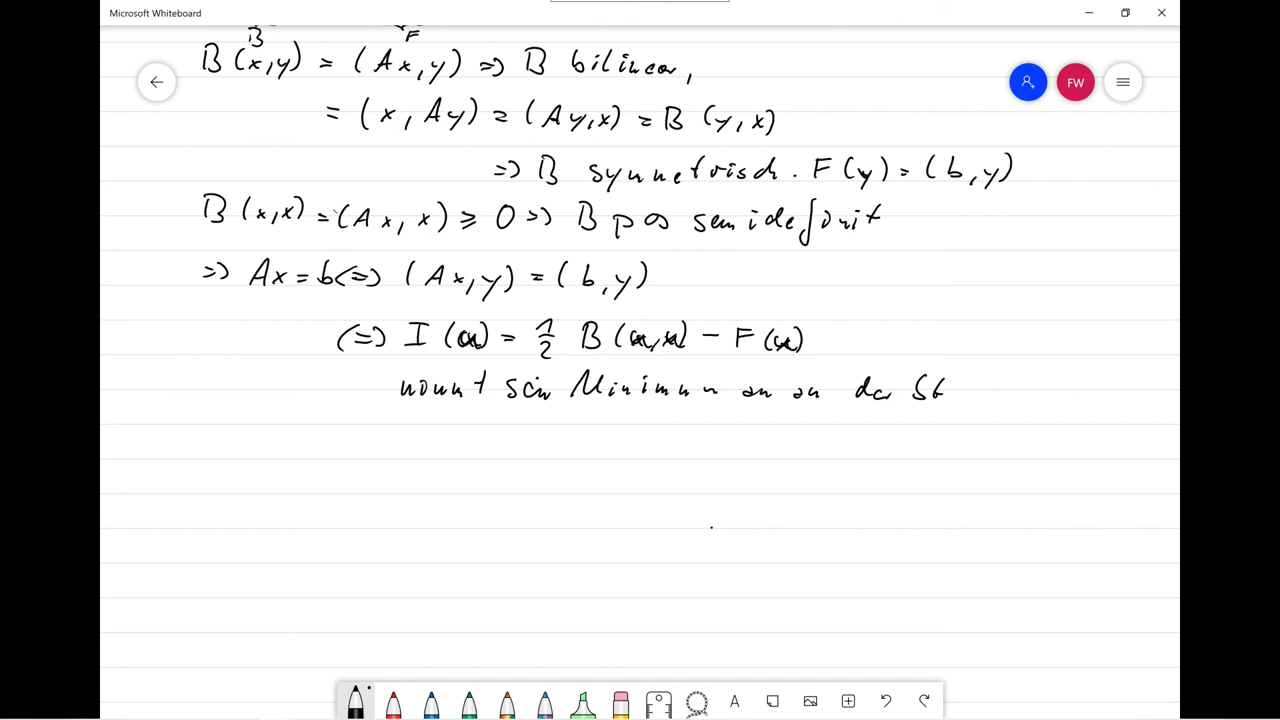 Microsoft Whiteboard
B F
B (x,y) = (Ax,y) => B bilinear,
FW
= (x, Ay) = (Ay,x) = B (y,x)
=> B symmetrisch. F(y) = (b,y)
B (x,x) = (Ax, x) ≥ 0 => B pos semidefinit
=> Ax = b <=> (Ax,y) = (b,y)
<=> I ( ) = 1/2 B ( , ) - F ( )
nimmt sein Minimum an an der St
A